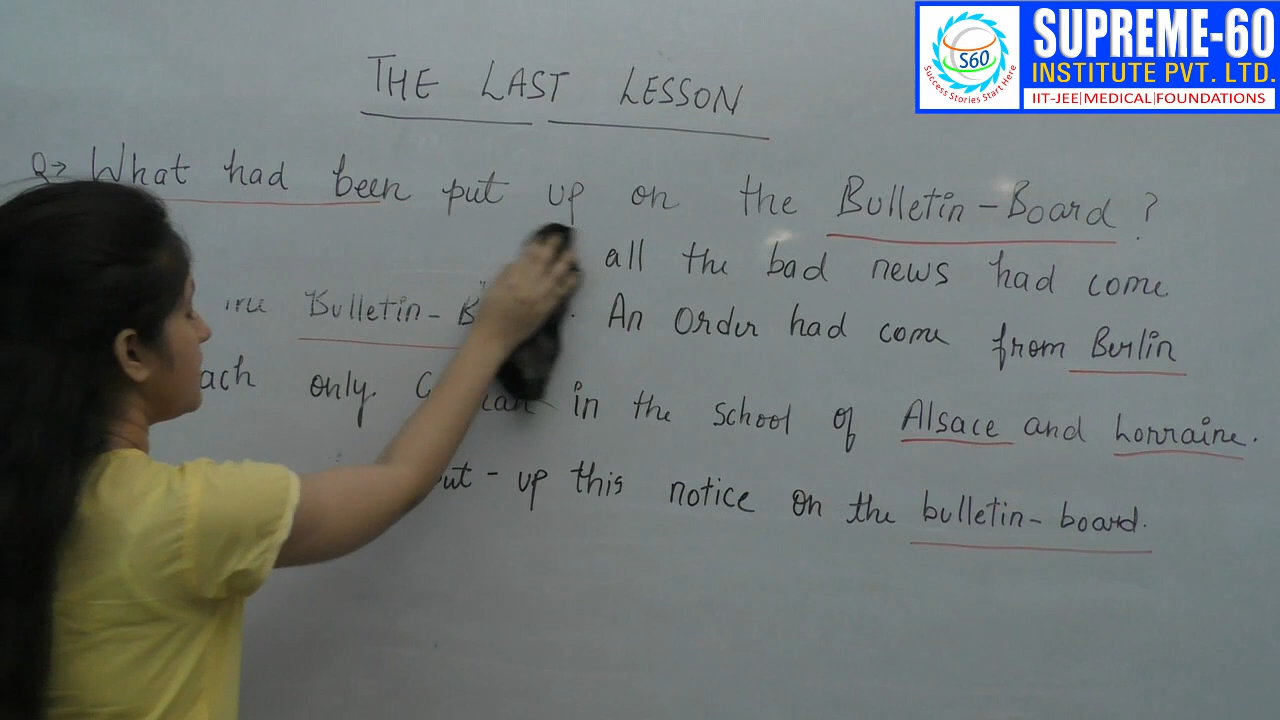 SUPREME-60
INSTITUTE PVT. LTD.
IIT-JEE|MEDICAL|FOUNDATIONS
S60
Success Stories Start Here
THE LAST LESSON
Q→ What had been put up on the Bulletin-Board?
all the bad news had come
Bulletin- An Order had come from Berlin
only in the school of Alsace and Lorraine.
up this notice on the bulletin-board.